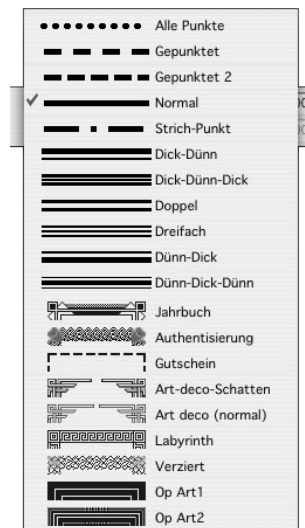 Alle Punkte
Gepunktet
Gepunktet 2
Normal
Strich-Punkt
Dick-Dünn
Dick-Dünn-Dick
Doppel
Dreifach
Dünn-Dick
Dünn-Dick-Dünn
Jahrbuch
Authentisierung
Gutschein
Art-deco-Schatten
Art deco (normal)
Labyrinth
Verziert
Op Art1
Op Art2